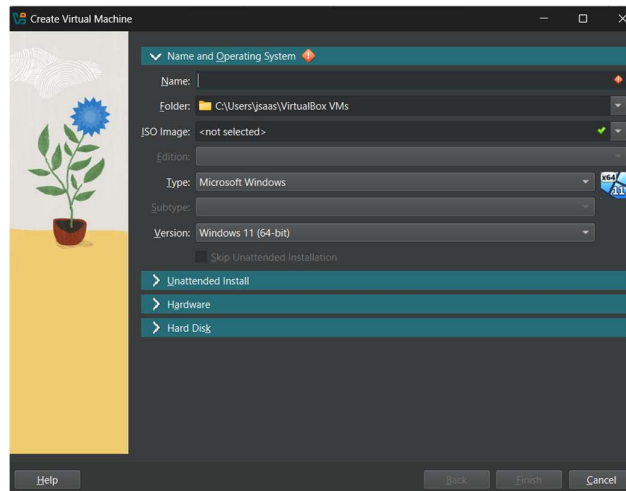 Create Virtual Machine
Name and Operating System
Name:
Folder: C:\Users\jsaas\VirtualBox VMs
ISO Image: <not selected>
Edition:
Type: Microsoft Windows
x64
11
Subtype:
Version: Windows 11 (64-bit)
Skip Unattended Installation
Unattended Install
Hardware
Hard Disk
Help Back Finish Cancel